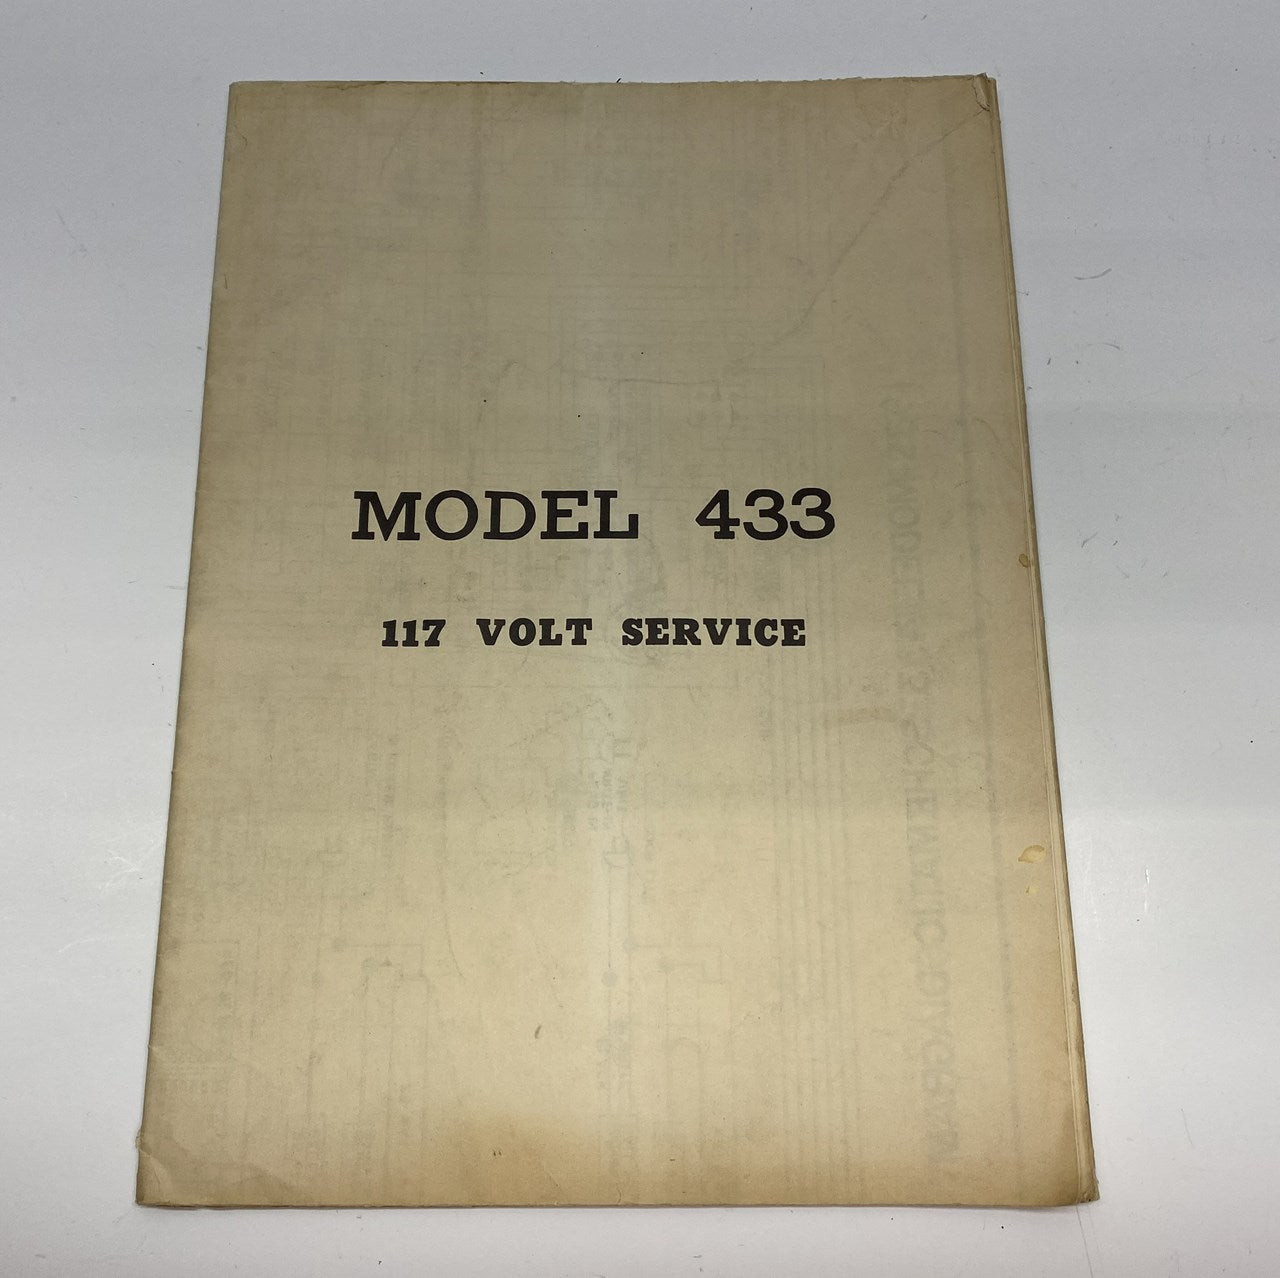 MODEL 433
117 VOLT SERVICE